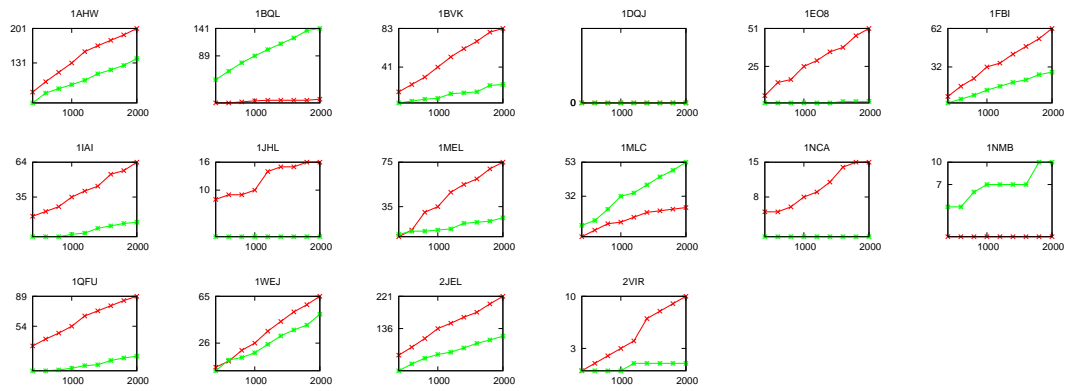 1AHW 1BQL 1BVK 1DQJ 1EO8 1FBI
201 141 83 51 62
131 89 41 0 25 32
1000 2000 1000 2000 1000 2000 1000 2000 1000 2000 1000 2000
1IAI 1JHL 1MEL 1MLC 1NCA 1NMB
64 16 75 53 15 10
35 10 35 32 8 7
1000 2000 1000 2000 1000 2000 1000 2000 1000 2000 1000 2000
1QFU 1WEJ 2JEL 2VIR
89 65 221 10
54 26 136 3
1000 2000 1000 2000 1000 2000 1000 2000